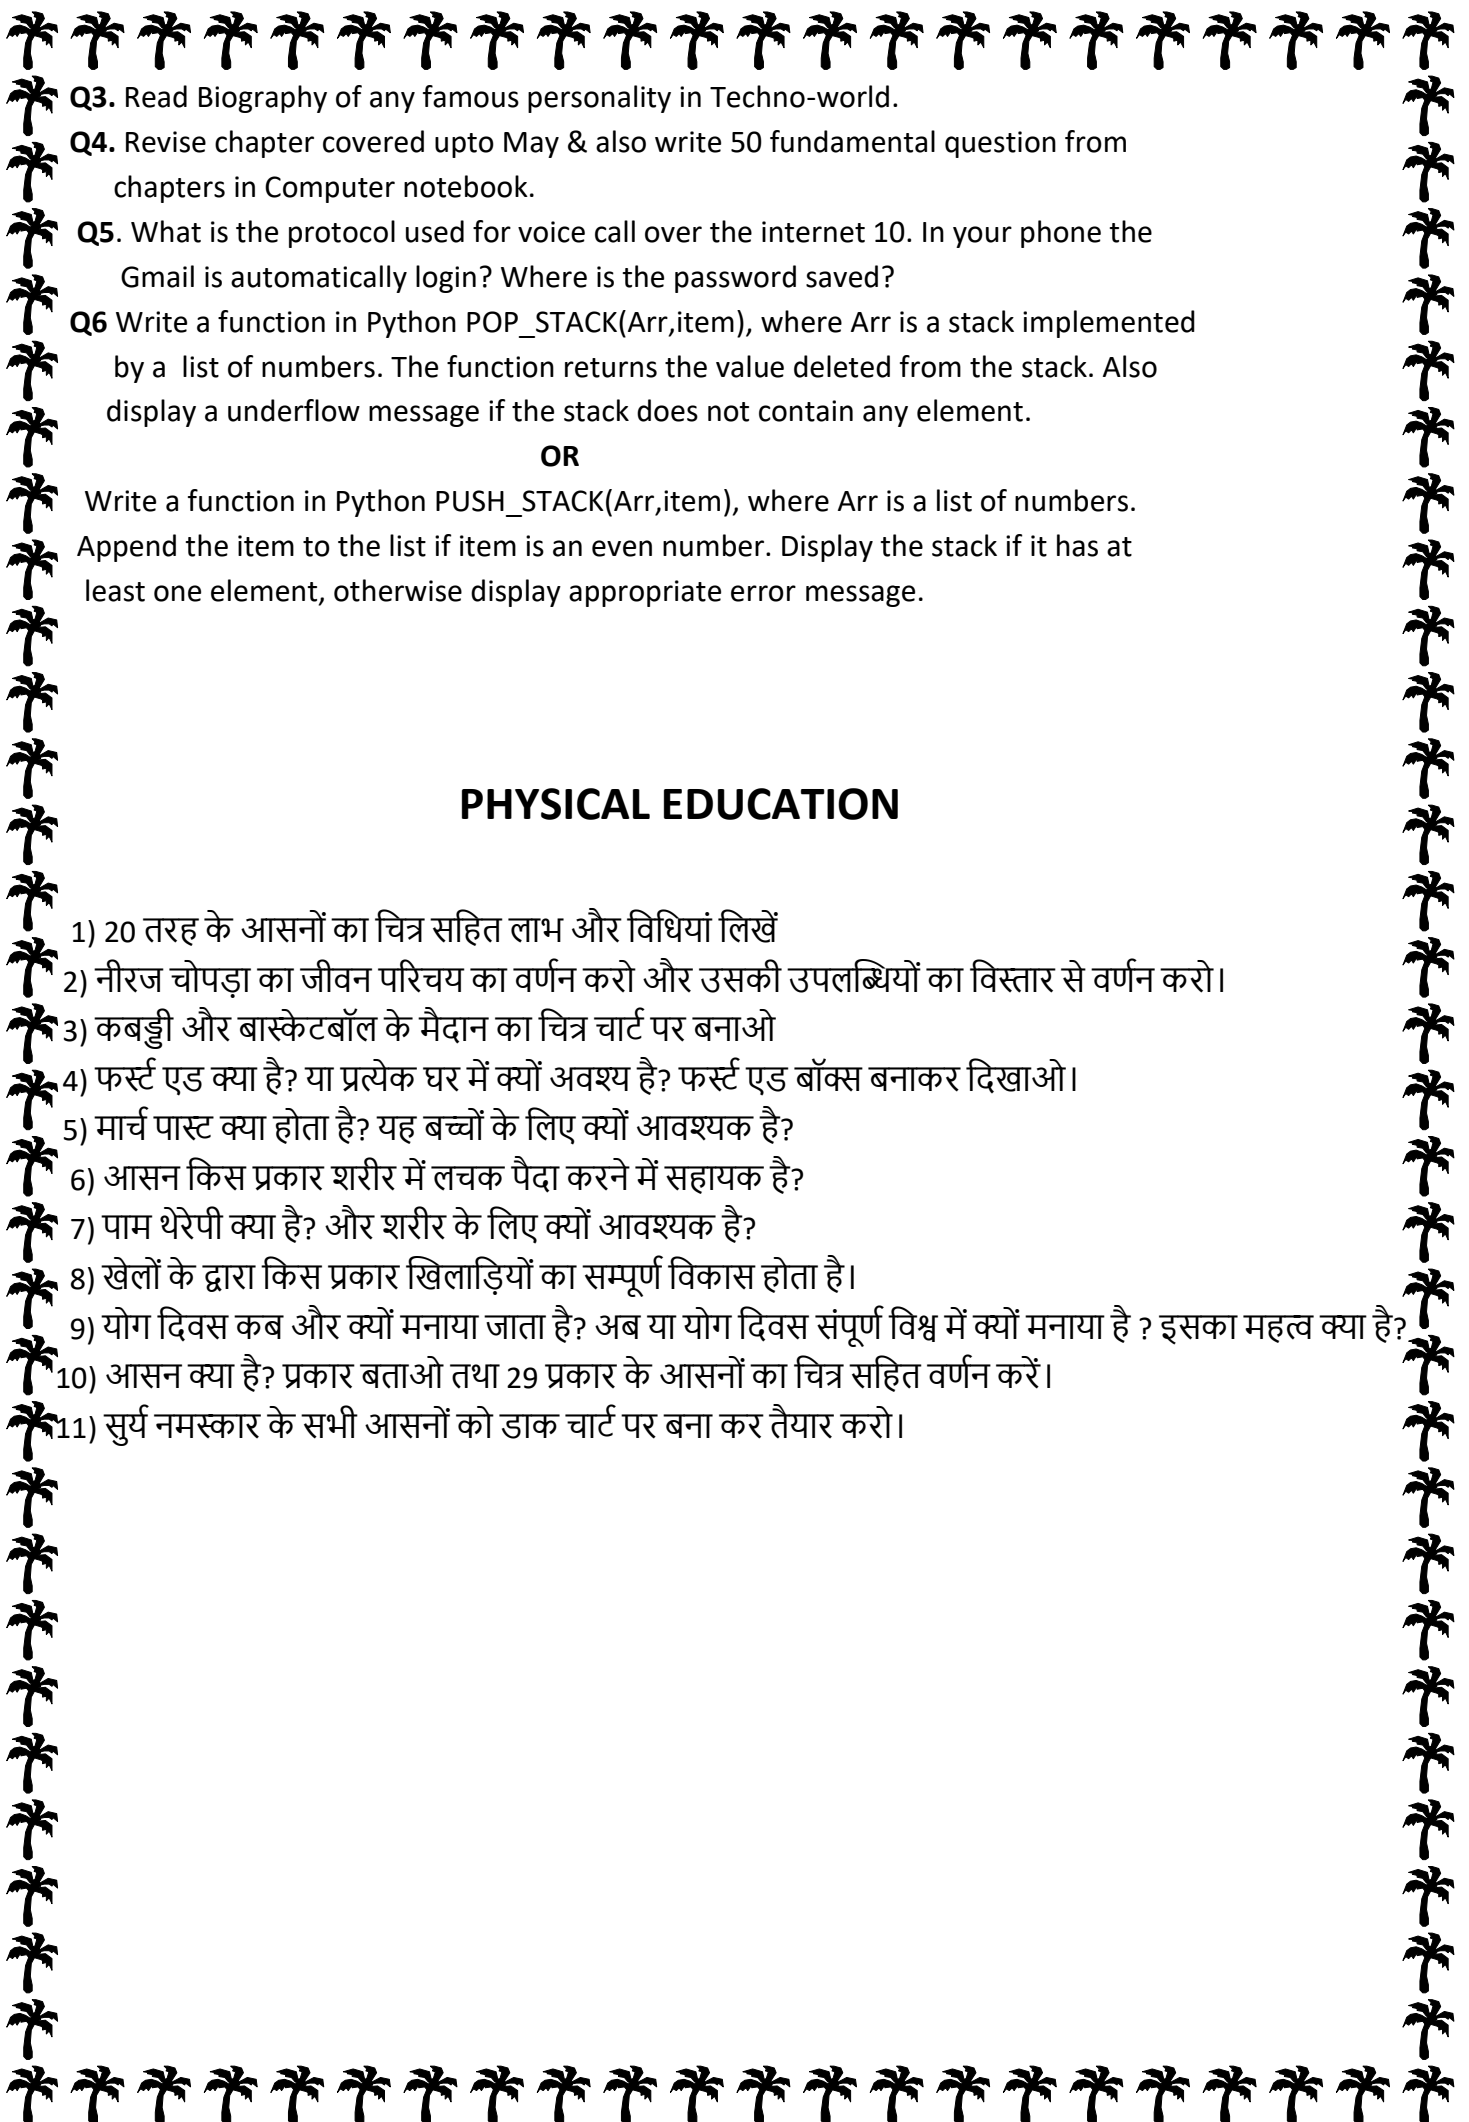 Q3. Read Biography of any famous personality in Techno-world.
Q4. Revise chapter covered upto May & also write 50 fundamental question from
chapters in Computer notebook.
Q5. What is the protocol used for voice call over the internet 10. In your phone the
Gmail is automatically login? Where is the password saved?
Q6 Write a function in Python POP_STACK(Arr,item), where Arr is a stack implemented
by a list of numbers. The function returns the value deleted from the stack. Also
display a underflow message if the stack does not contain any element.
OR
Write a function in Python PUSH_STACK(Arr,item), where Arr is a list of numbers.
Append the item to the list if item is an even number. Display the stack if it has at
least one element, otherwise display appropriate error message.
PHYSICAL EDUCATION
1) 20 तरह के आसनों का चित्र सहित लाभ और विधियां लिखें
2) नीरज चोपड़ा का जीवन परिचय का वर्णन करो और उसकी उपलब्धियों का विस्तार से वर्णन करो।
3) कबड्डी और बास्केटबॉल के मैदान का चित्र चार्ट पर बनाओ
4) फर्स्ट एड क्या है? या प्रत्येक घर में क्यों अवश्य है? फर्स्ट एड बॉक्स बनाकर दिखाओ।
5) मार्च पास्ट क्या होता है? यह बच्चों के लिए क्यों आवश्यक है?
6) आसन किस प्रकार शरीर में लचक पैदा करने में सहायक है?
7) पाम थेरेपी क्या है? और शरीर के लिए क्यों आवश्यक है?
8) खेलों के द्वारा किस प्रकार खिलाड़ियों का सम्पूर्ण विकास होता है।
9) योग दिवस कब और क्यों मनाया जाता है? अब या योग दिवस संपूर्ण विश्व में क्यों मनाया है ? इसका महत्व क्या है?
10) आसन क्या है? प्रकार बताओ तथा 29 प्रकार के आसनों का चित्र सहित वर्णन करें।
11) सुर्य नमस्कार के सभी आसनों को डाक चार्ट पर बना कर तैयार करो।